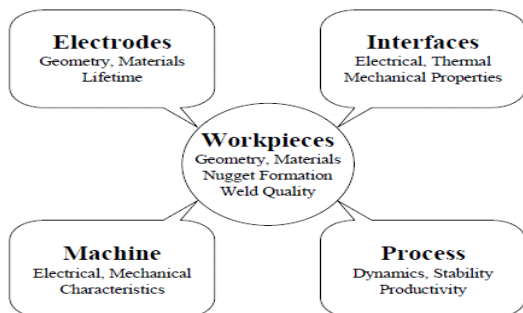 Electrodes
Geometry, Materials
Lifetime
Interfaces
Electrical, Thermal
Mechanical Properties
Workpieces
Geometry, Materials
Nugget Formation
Weld Quality
Machine
Electrical, Mechanical
Characteristics
Process
Dynamics, Stability
Productivity